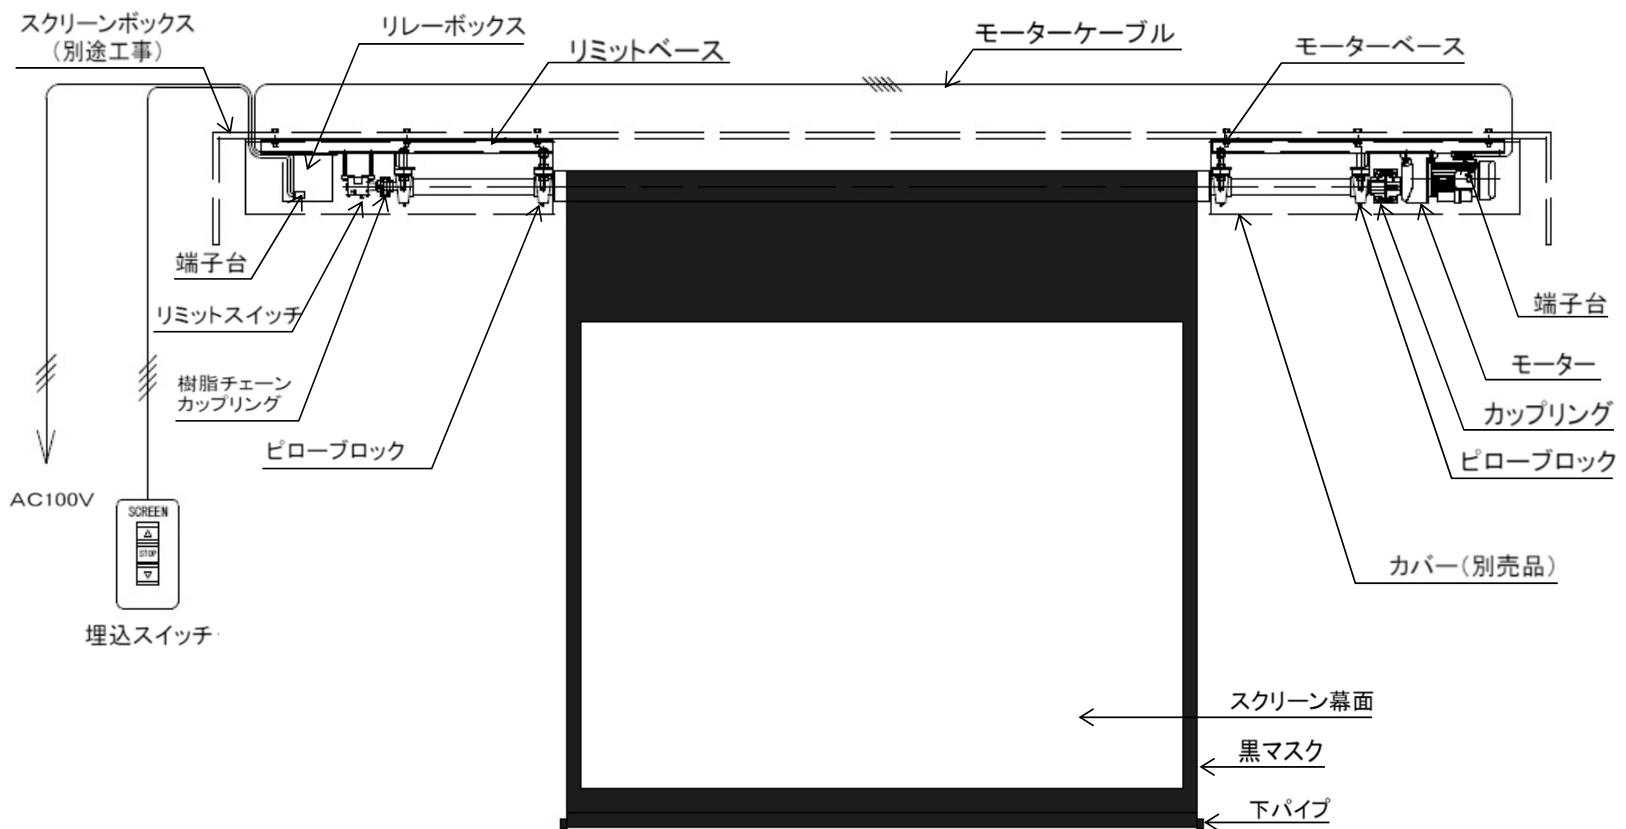 スクリーンボックス
（別途工事）
リレーボックス
リミットベース
モーターケーブル
モーターベース
端子台
リミットスイッチ
樹脂チェーン
カップリング
ピローブロック
端子台
モーター
カップリング
ピローブロック
カバー（別売品）
AC100V
SCREEN
△
STOP
▽
埋込スイッチ
スクリーン幕面
黒マスク
下パイプ